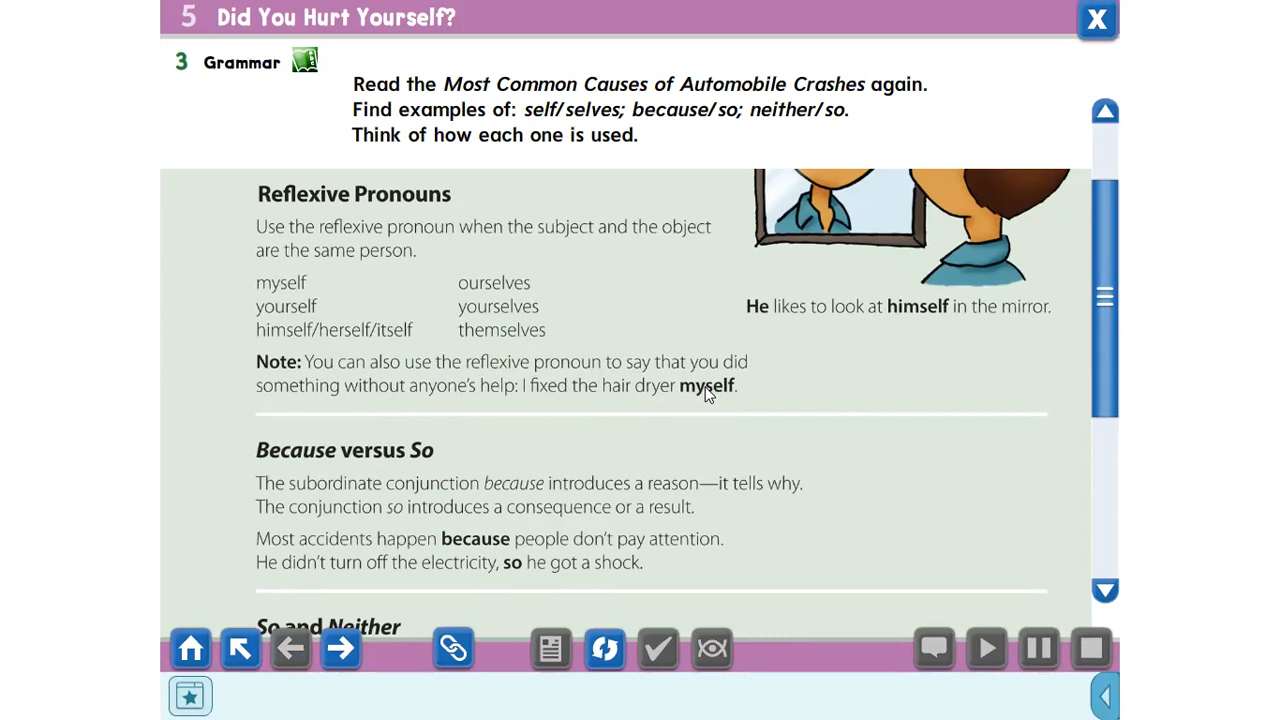 5 Did You Hurt Yourself?
X
3 Grammar
Read the Most Common Causes of Automobile Crashes again.
Find examples of: self/selves; because/so; neither/so.
Think of how each one is used.
Reflexive Pronouns
Use the reflexive pronoun when the subject and the object
are the same person.
myself ourselves
yourself yourselves
himself/herself/itself themselves
He likes to look at himself in the mirror.
Note: You can also use the reflexive pronoun to say that you did
something without anyone's help: I fixed the hair dryer myself.
Because versus So
The subordinate conjunction because introduces a reason—it tells why.
The conjunction so introduces a consequence or a result.
Most accidents happen because people don't pay attention.
He didn't turn off the electricity, so he got a shock.
So and Neither